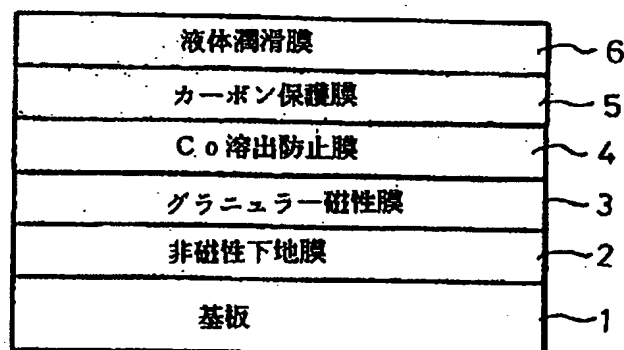 液体潤滑膜 6
カーボン保護膜 5
Co溶出防止膜 4
グラニュラー磁性膜 3
非磁性下地膜 2
基板 1